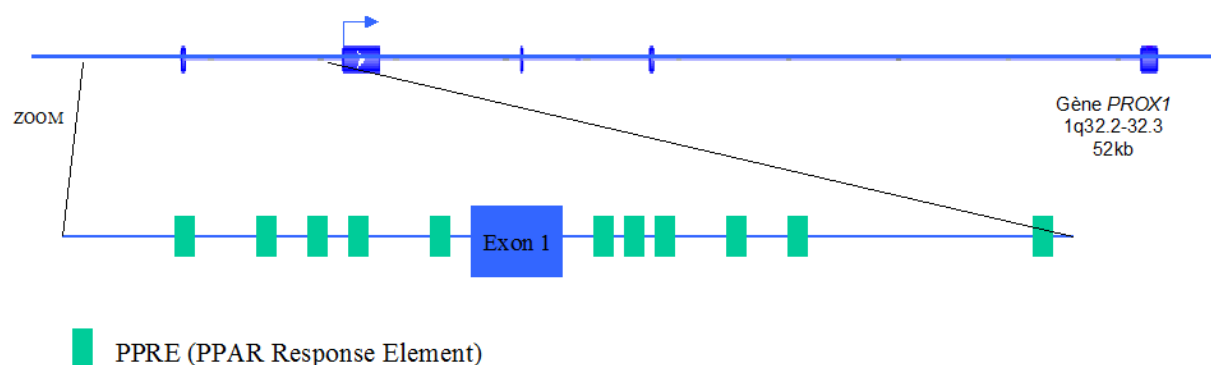 ZOOM
Gène PROX1
1q32.2-32.3
52kb
Exon 1
PPRE (PPAR Response Element)